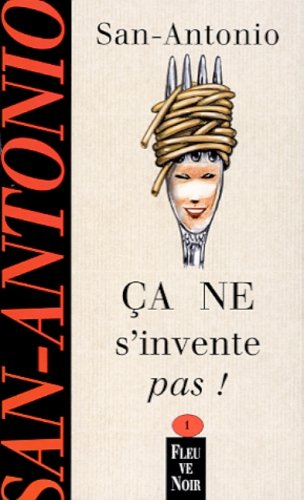 SAN-ANTONIO
San-Antonio
ÇA NE
s'invente
pas !
1
FLEU
VE
NOIR